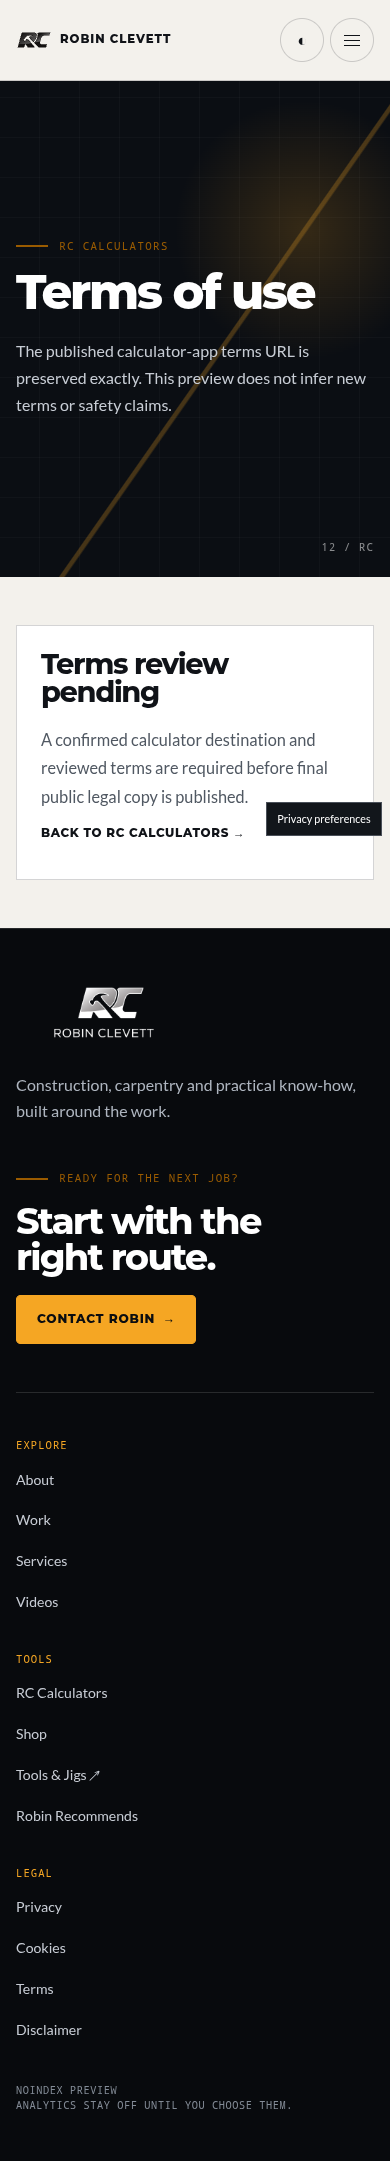 RC ROBIN CLEVETT
RC CALCULATORS
Terms of use
The published calculator-app terms URL is
preserved exactly. This preview does not infer new
terms or safety claims.
12 / RC
Terms review
pending
A confirmed calculator destination and
reviewed terms are required before final
public legal copy is published.
Privacy preferences
BACK TO RC CALCULATORS →
RC
ROBIN CLEVETT
Construction, carpentry and practical know-how,
built around the work.
READY FOR THE NEXT JOB?
Start with the
right route.
CONTACT ROBIN →
EXPLORE
About
Work
Services
Videos
TOOLS
RC Calculators
Shop
Tools & Jigs ↗
Robin Recommends
LEGAL
Privacy
Cookies
Terms
Disclaimer
NOINDEX PREVIEW
ANALYTICS STAY OFF UNTIL YOU CHOOSE THEM.